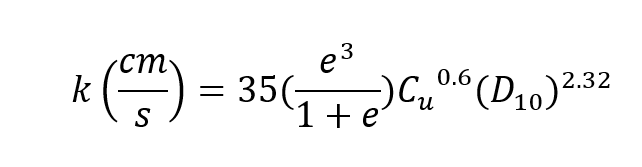 k (cm/s) = 35(e³/(1 + e))Cᵤ^0.6 (D₁₀)^2.32